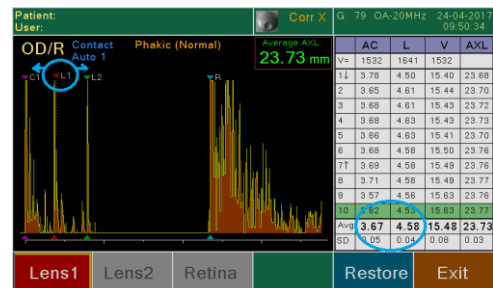 Patient:
User:
Corr X
G: 79 OA-20MHz 24-04-2017
09:50:34
OD/R Contact Phakic (Normal)
Auto 1
Average AXL
23.73 mm
C1 L1 L2 R
AC L V AXL
V= 1532 1641 1532
1↓ 3.78 4.50 15.40 23.68
2 3.65 4.61 15.44 23.70
3 3.68 4.61 15.43 23.72
4 3.68 4.63 15.43 23.73
5 3.66 4.63 15.41 23.70
6 3.68 4.58 15.50 23.76
7↑ 3.69 4.58 15.49 23.76
8 3.71 4.58 15.48 23.77
9 3.57 4.56 15.63 23.76
10 3.62 4.53 15.63 23.77
Avg 3.67 4.58 15.48 23.73
SD 0.05 0.04 0.08 0.03
Lens1 Lens2 Retina Restore Exit